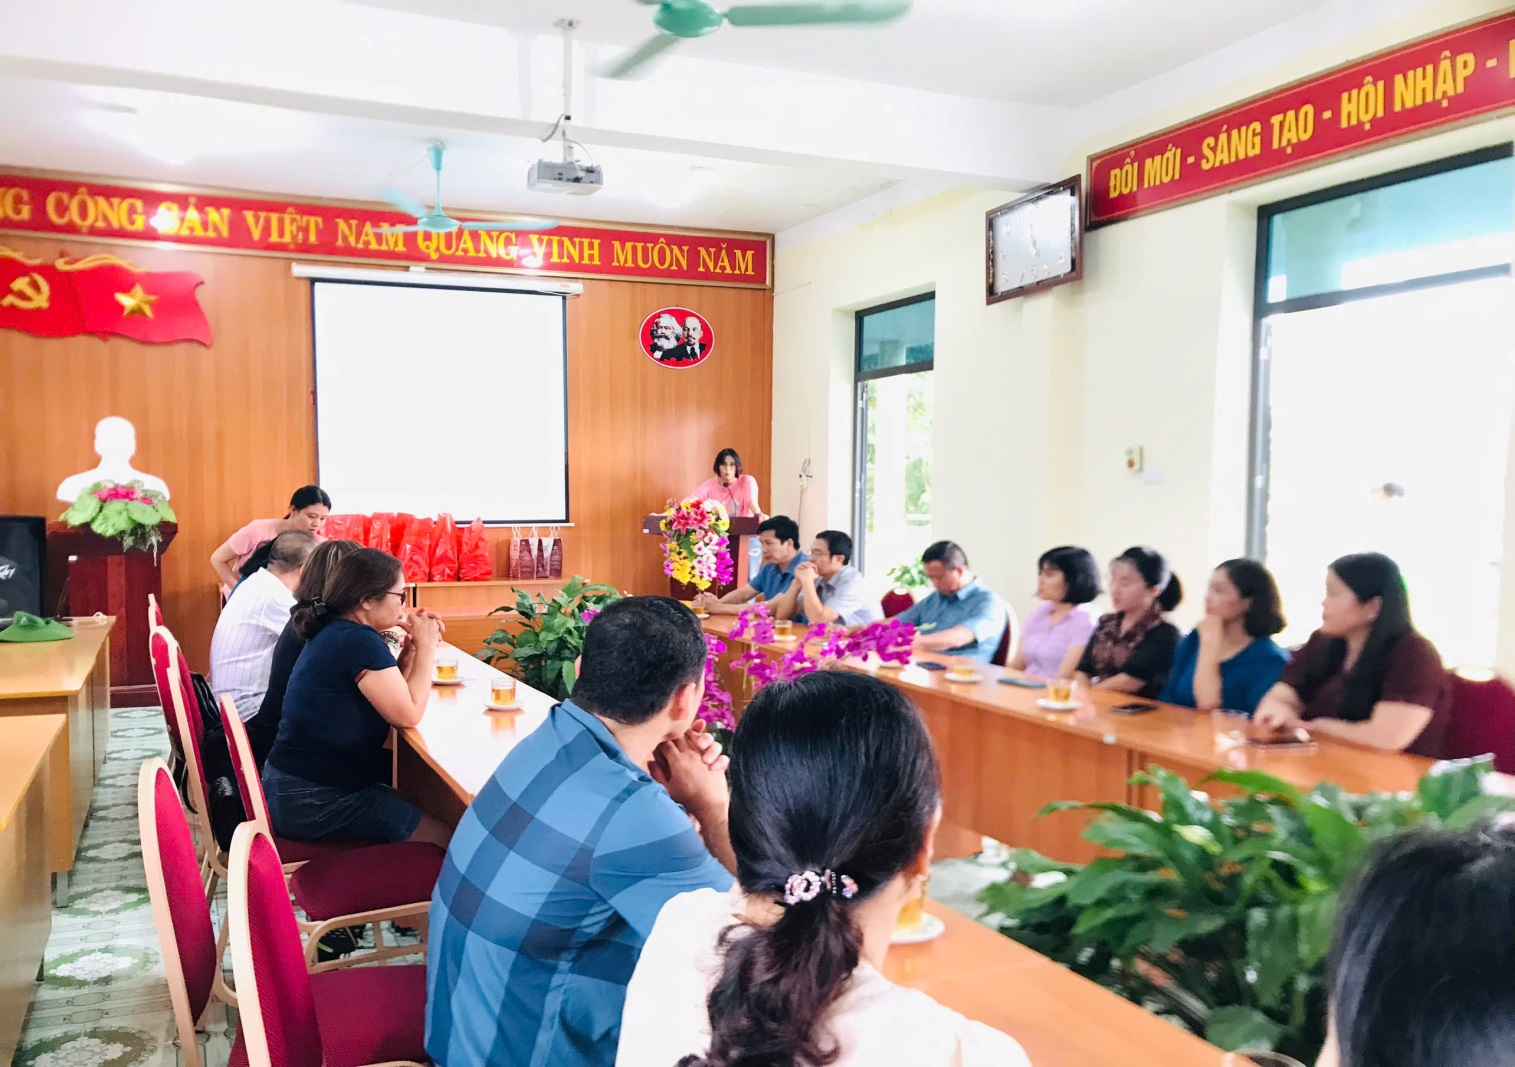 NG CỘNG SẢN VIỆT NAM QUANG VINH MUÔN NĂM
ĐỔI MỚI - SÁNG TẠO - HỘI NHẬP -